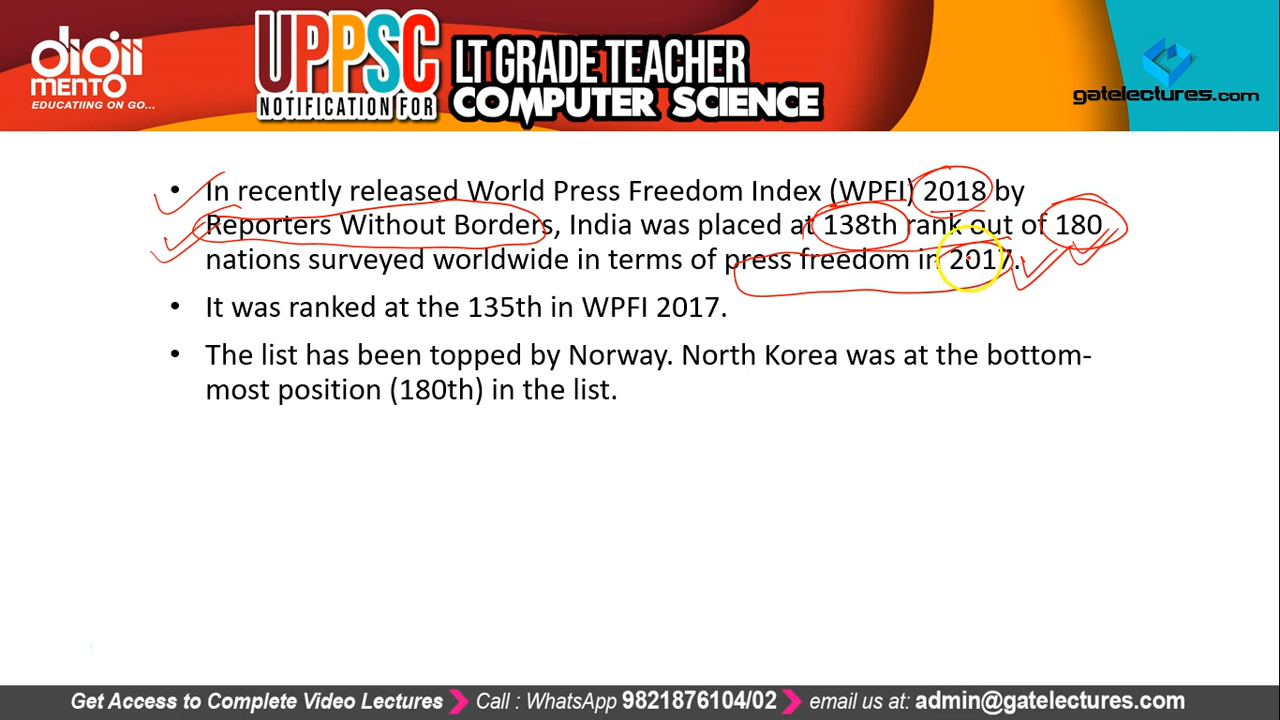 digii
MENTO
EDUCATIING ON GO...
UPPSC
NOTIFICATION FOR
LT GRADE TEACHER
COMPUTER SCIENCE
gatelectures.com
• In recently released World Press Freedom Index (WPFI) 2018 by
Reporters Without Borders, India was placed at 138th rank out of 180
nations surveyed worldwide in terms of press freedom in 2017.
• It was ranked at the 135th in WPFI 2017.
• The list has been topped by Norway. North Korea was at the bottom-
most position (180th) in the list.
Get Access to Complete Video Lectures Call : WhatsApp 9821876104/02 email us at: admin@gatelectures.com